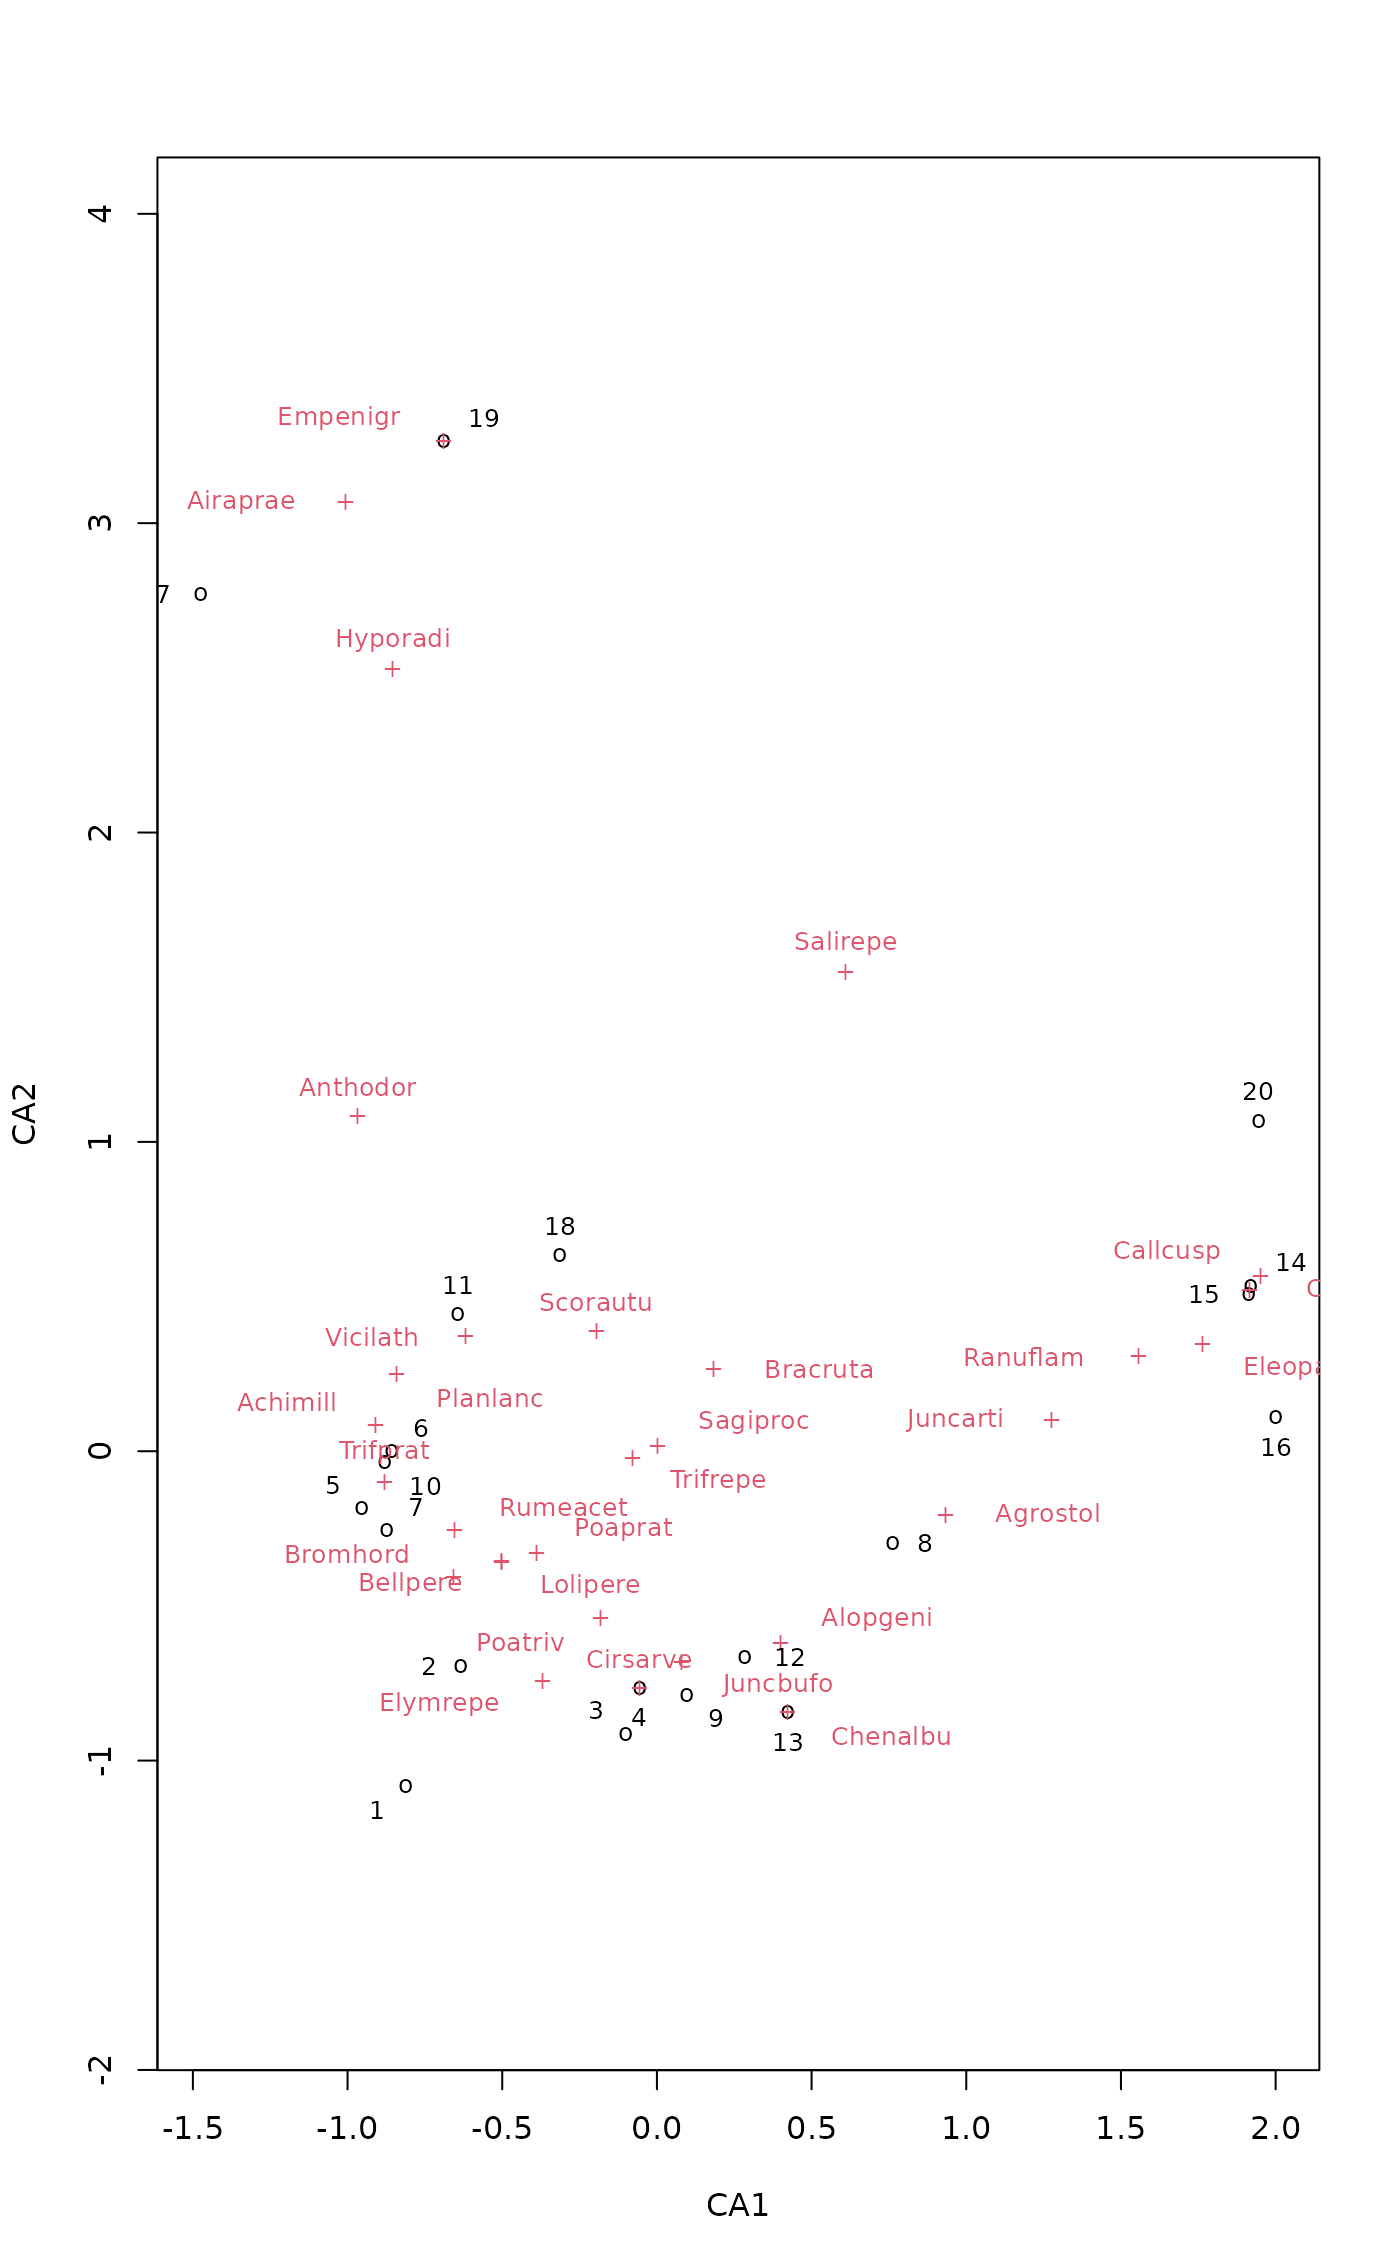 4
Empenigr
19
Airaprae
3
7
Hyporadi
2
Salirepe
Anthodor
20
1
CA2
18
Callcusp
14
11
15
C
Scorautu
Vicilath
Ranuflam
Eleopa
Bracruta
Achimill
Planlanc
6
Sagiproc
Juncarti
16
0
Trifprat
5
10
Trifrepe
7
Rumeacet
Poaprat
Agrostol
8
Bromhord
Bellpere
Lolipere
Alopgeni
Poatriv
2
Cirsarve
12
Elymrepe
3
4
9
Juncbufo
13
Chenalbu
-1
1
-2
-1.5 -1.0 -0.5 0.0 0.5 1.0 1.5 2.0
CA1